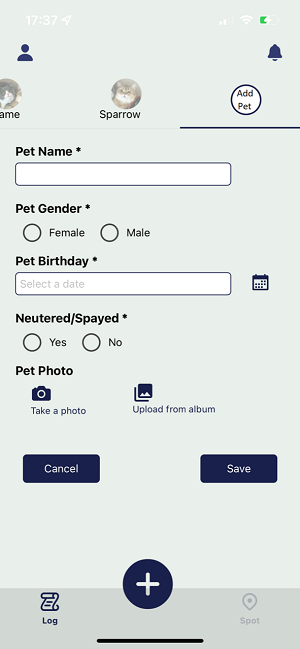 17:37
Add
Pet
ame
Sparrow
Pet Name *
Pet Gender *
Female Male
Pet Birthday *
Select a date
Neutered/Spayed *
Yes No
Pet Photo
Take a photo Upload from album
Cancel Save
Log Spot